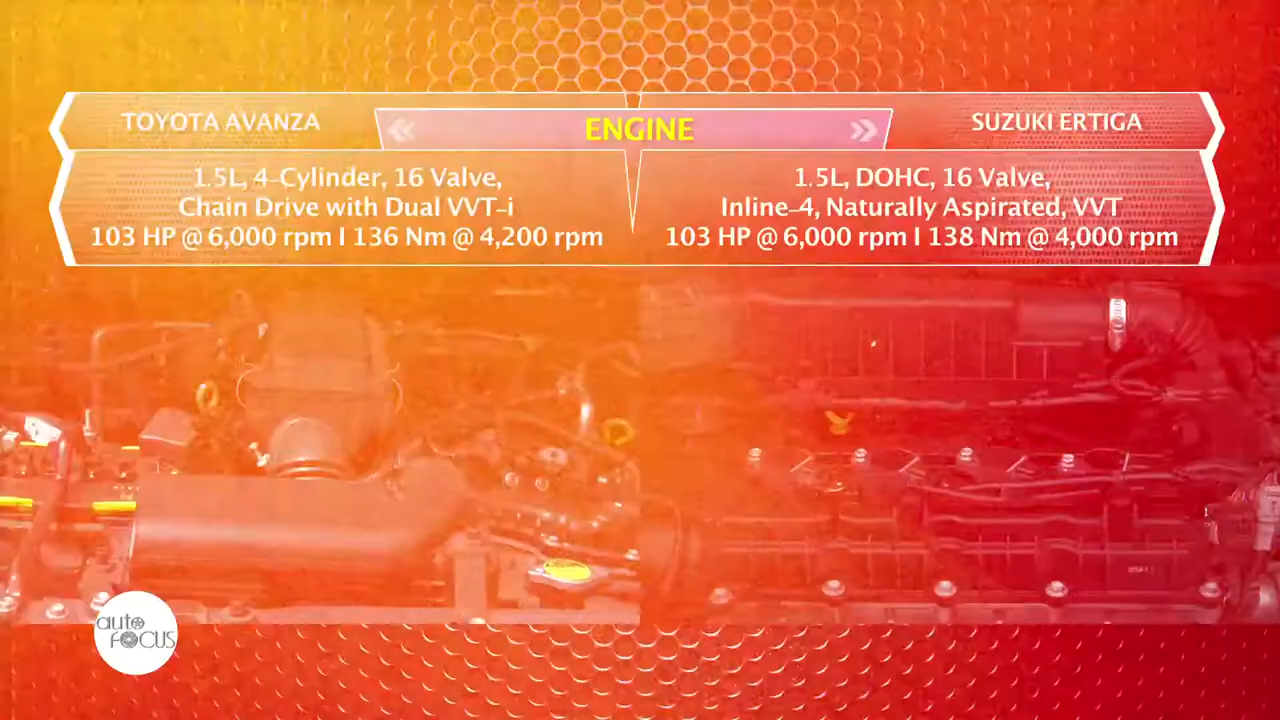 TOYOTA AVANZA
ENGINE
SUZUKI ERTIGA
1.5L, 4-Cylinder, 16 Valve,
Chain Drive with Dual VVT-i
103 HP @ 6,000 rpm I 136 Nm @ 4,200 rpm
1.5L, DOHC, 16 Valve,
Inline-4, Naturally Aspirated, VVT
103 HP @ 6,000 rpm I 138 Nm @ 4,000 rpm
auto
FOCUS